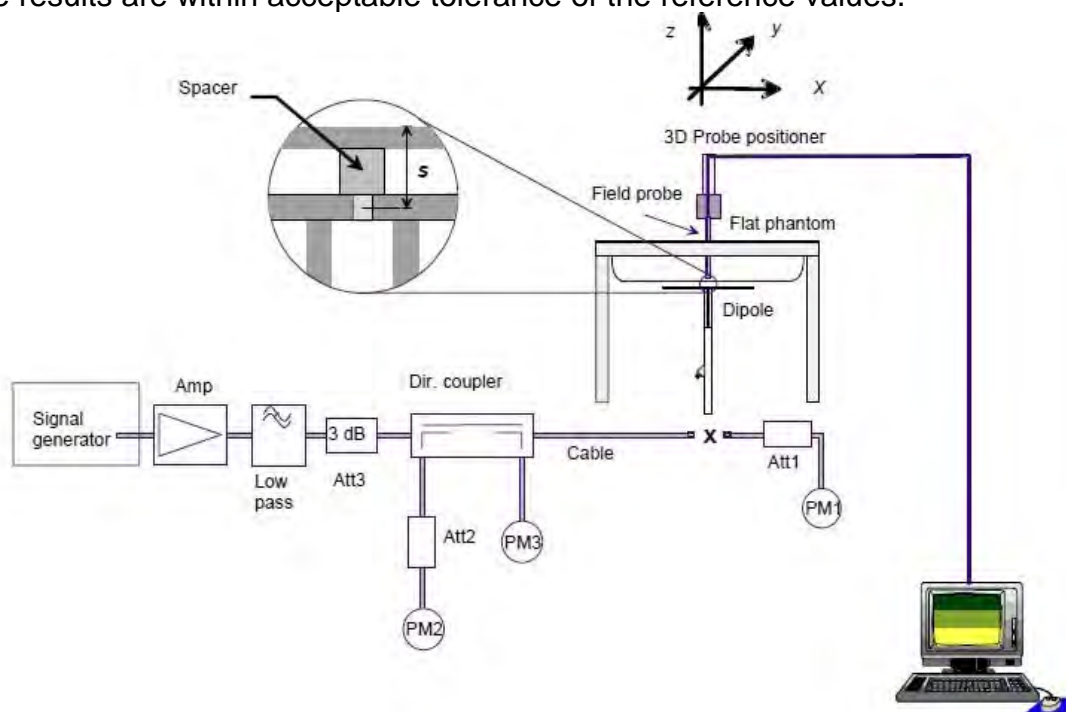 e results are within acceptable tolerance of the reference values.
z
y
x
Spacer
s
3D Probe positioner
Field probe
Flat phantom
Dipole
Signal
generator
Amp
Low
pass
3 dB
Att3
Dir. coupler
Cable
X
Att1
PM1
Att2
PM3
PM2